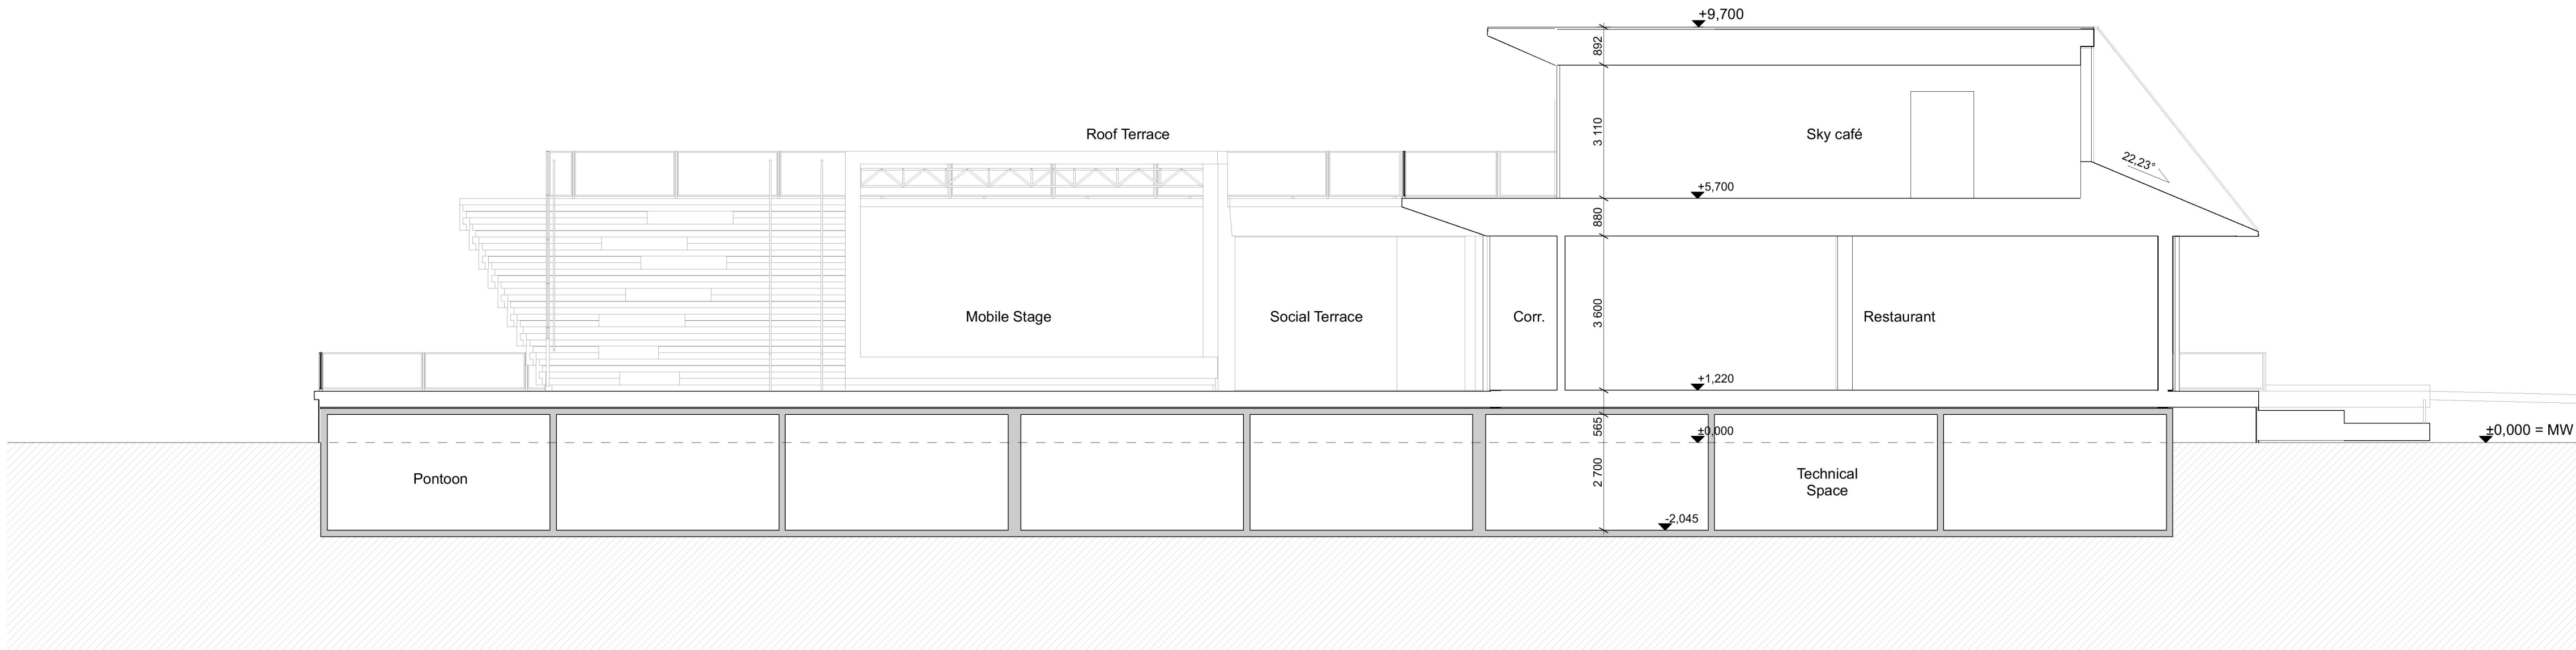 +9,700
892
Roof Terrace
3 110
Sky café
22,23°
+5,700
880
Mobile Stage
Social Terrace
Corr.
3 600
Restaurant
+1,220
565
±0,000
±0,000 = MW
Pontoon
2 700
Technical
Space
-2,045